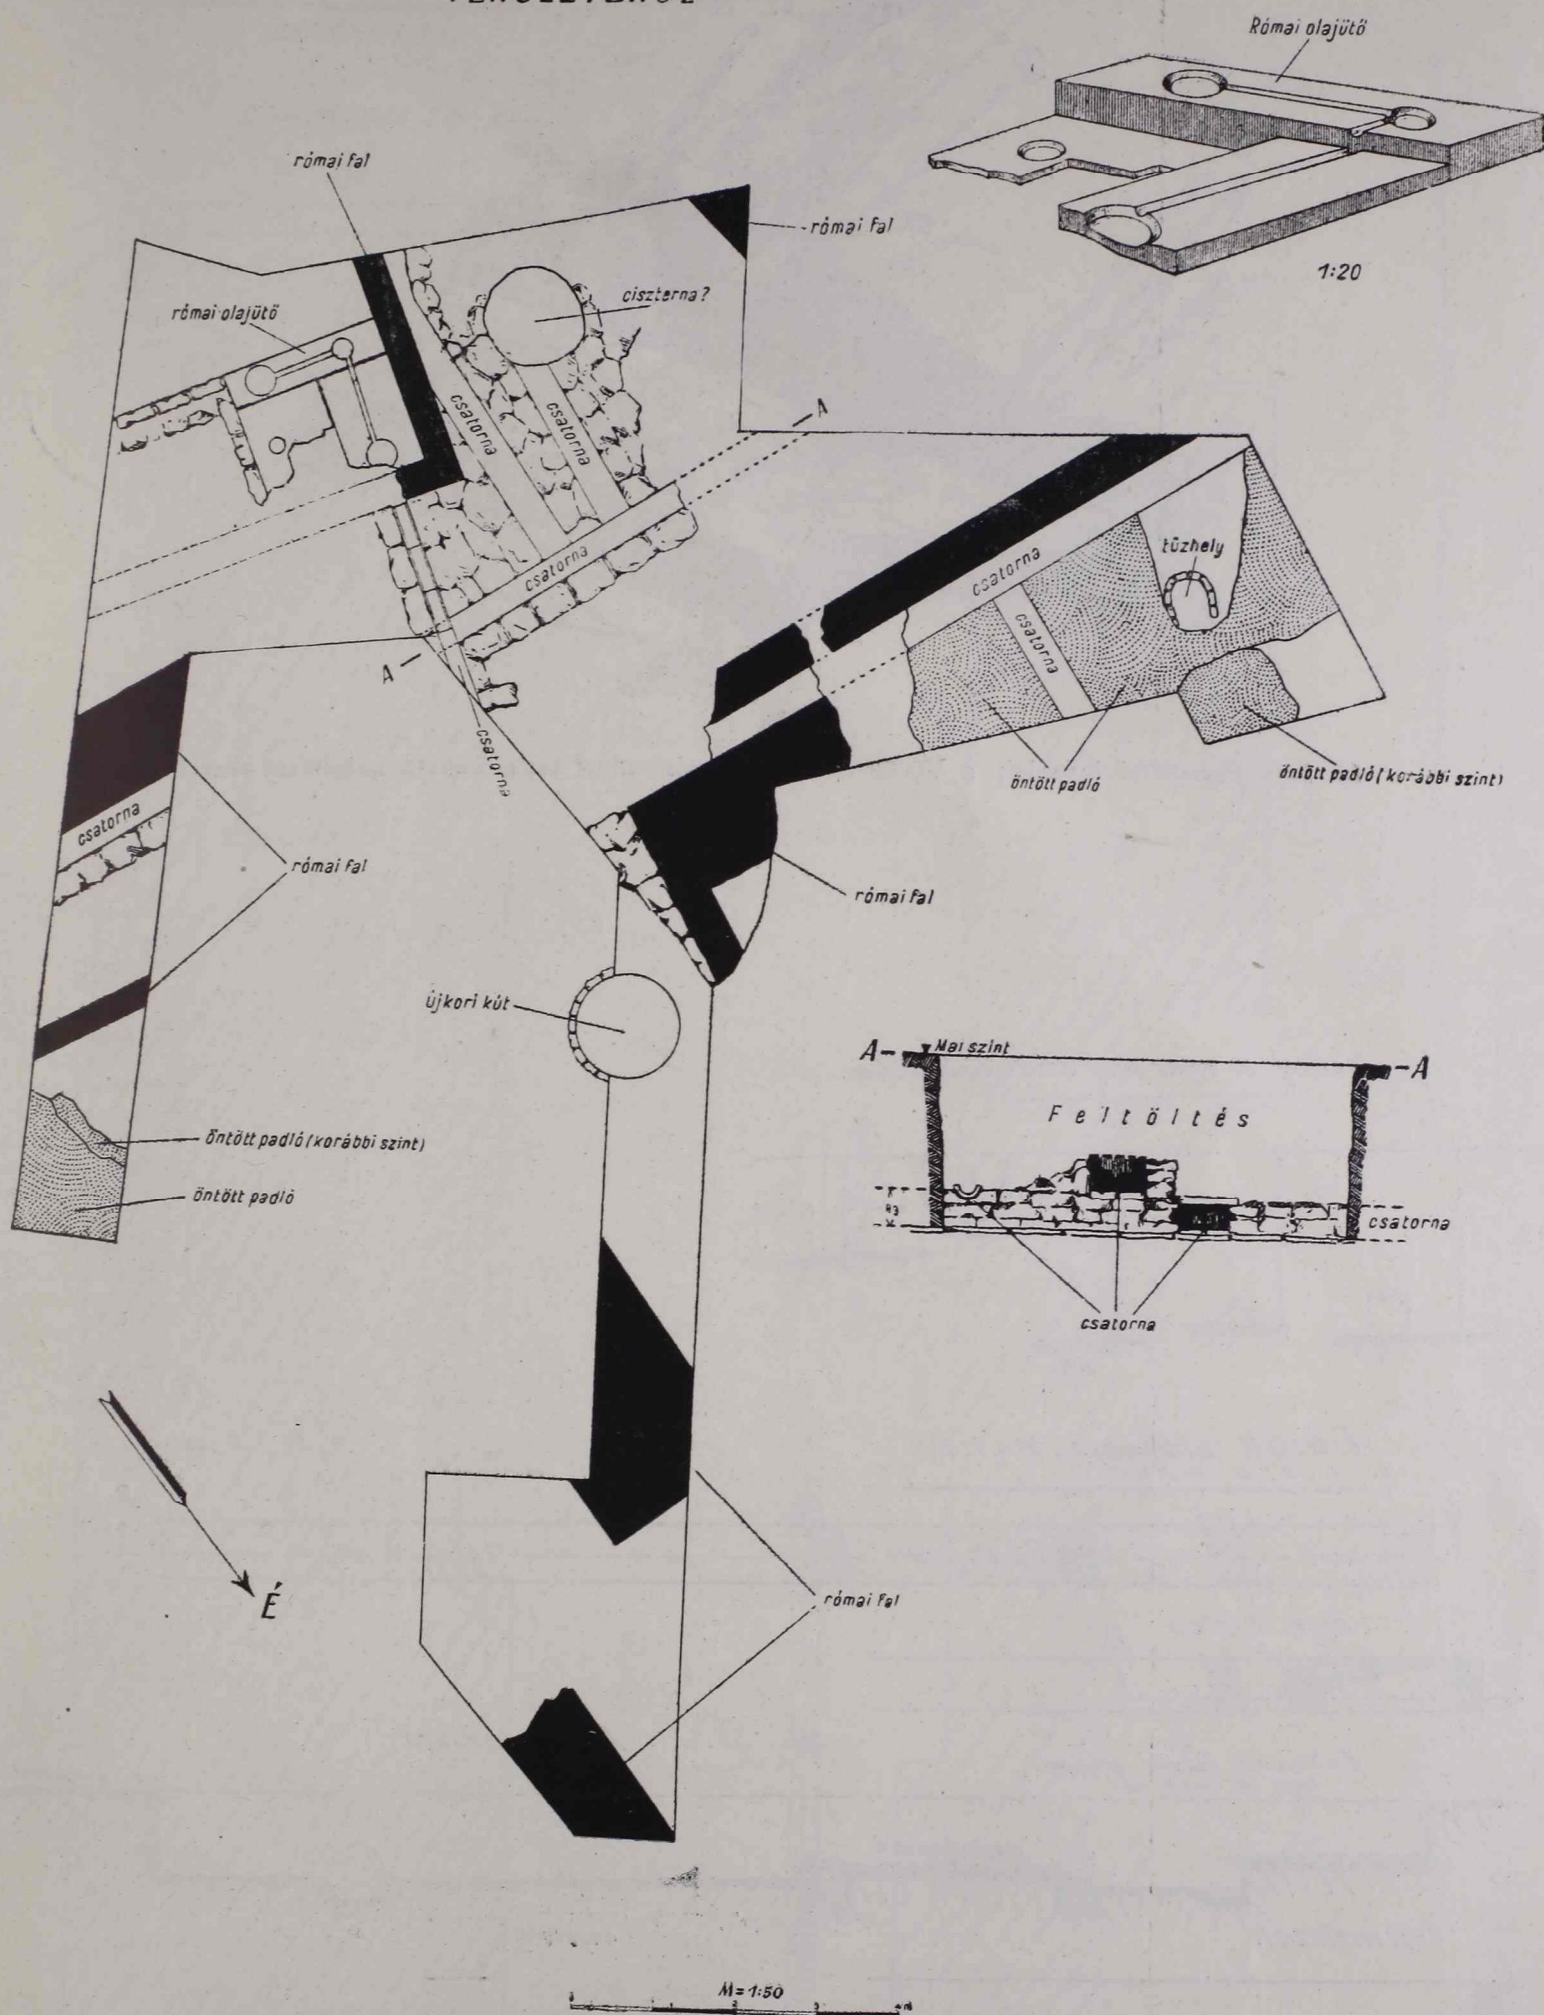 Római olajütő
1:20
római fal
római fal
római olajütő
ciszterna?
csatorna
csatorna
A
csatorna
A
csatorna
csatorna
csatorna
tűzhely
öntött padló
öntött padló (korábbi szint)
csatorna
római fal
római fal
újkori kút
öntött padló (korábbi szint)
öntött padló
A
Mai szint
A
Feltöltés
csatorna
csatorna
É
római fal
M=1:50